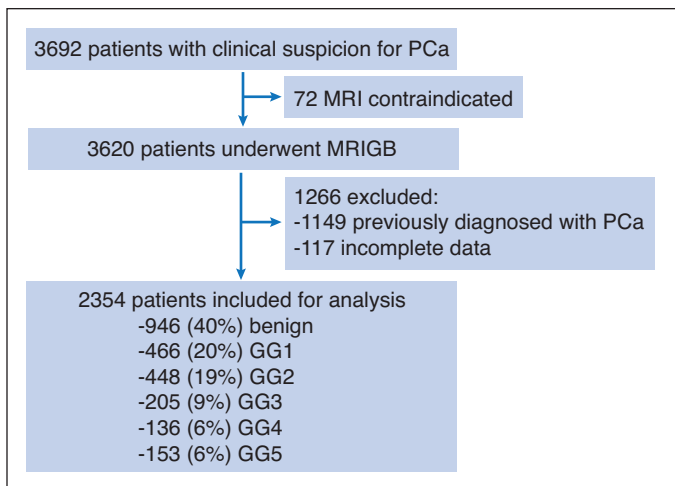 3692 patients with clinical suspicion for PCa
72 MRI contraindicated
3620 patients underwent MRIGB
1266 excluded:
-1149 previously diagnosed with PCa
-117 incomplete data
2354 patients included for analysis
-946 (40%) benign
-466 (20%) GG1
-448 (19%) GG2
-205 (9%) GG3
-136 (6%) GG4
-153 (6%) GG5